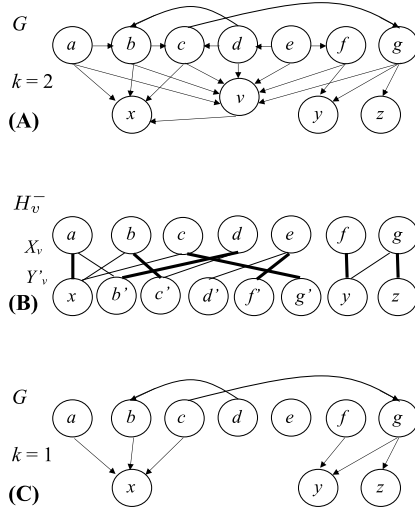 G
a b c d e f g
k = 2
v
x y z
(A)
H_v^-
a b c d e f g
X_v
Y'_v
x b' c' d' f' g' y z
(B)
G
a b c d e f g
k = 1
x y z
(C)